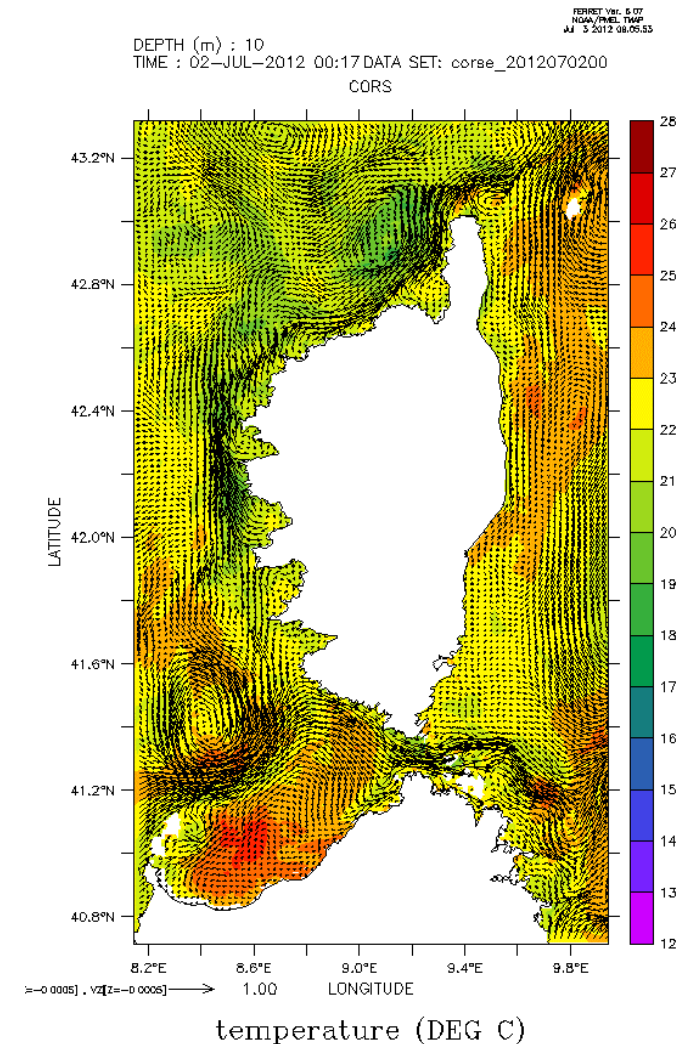 FERRET Ver. 6.07
NOAA/PMEL TMAP
Jul 3 2012 08:05:53
DEPTH (m) : 10
TIME : 02-JUL-2012 00:17 DATA SET: corse_2012070200
CORS
28
27
26
25
24
23
22
21
20
19
18
17
16
15
14
13
12
43.2°N
42.8°N
42.4°N
42.0°N
41.6°N
41.2°N
40.8°N
LATITUDE
8.2°E 8.6°E 9.0°E 9.4°E 9.8°E
1.00 LONGITUDE
temperature (DEG C)